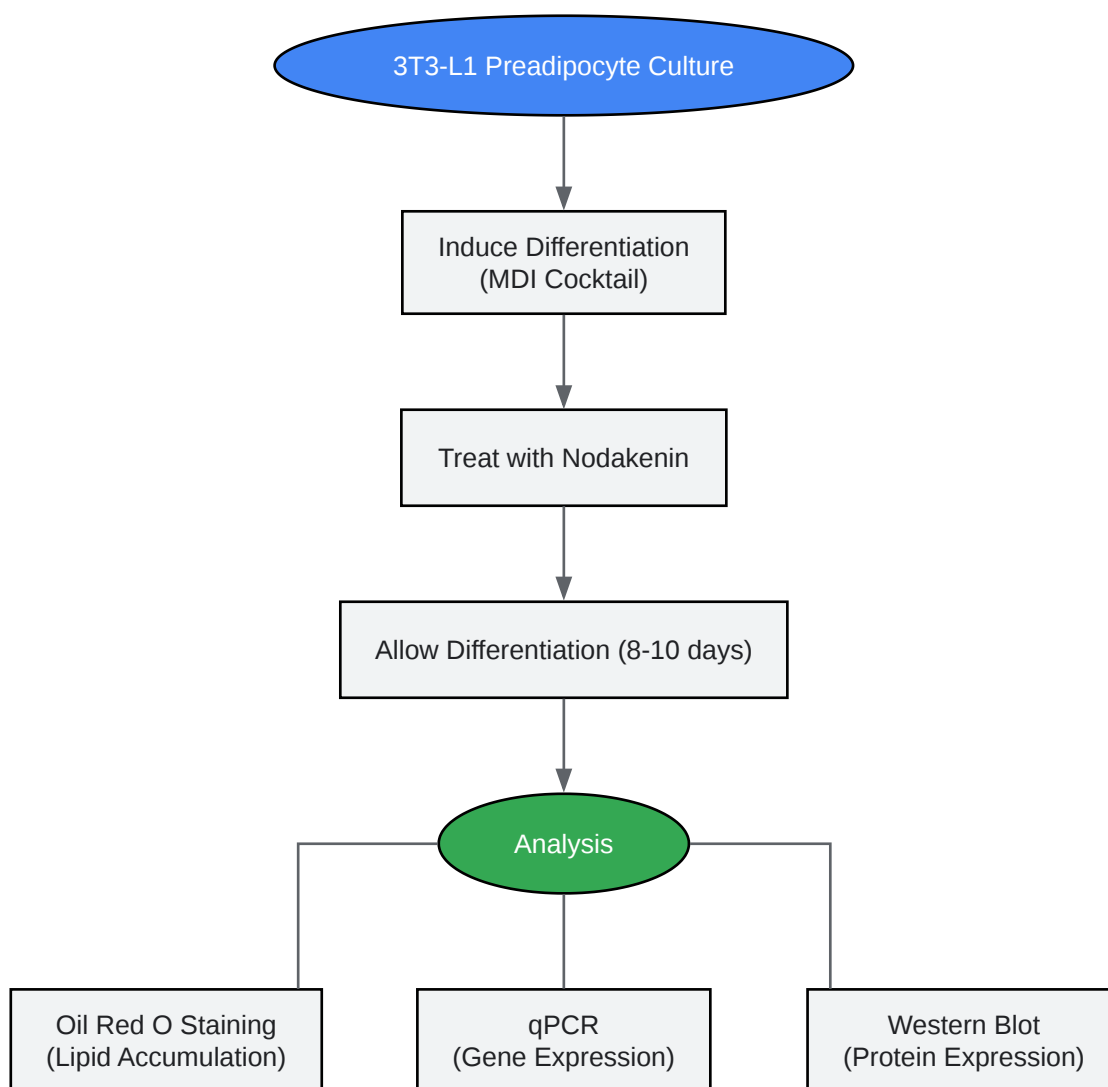 3T3-L1 Preadipocyte Culture
Induce Differentiation
(MDI Cocktail)
Treat with Nodakenin
Allow Differentiation (8-10 days)
Analysis
Oil Red O Staining
(Lipid Accumulation)
qPCR
(Gene Expression)
Western Blot
(Protein Expression)